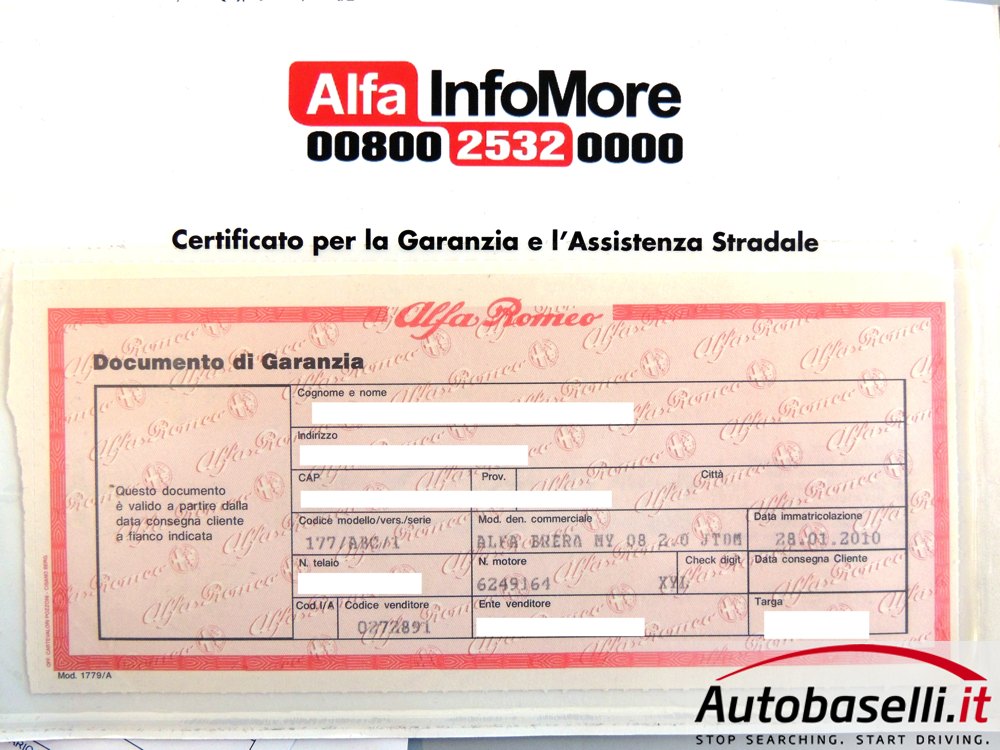 Alfa InfoMore
00800 2532 0000
Certificato per la Garanzia e l'Assistenza Stradale
Alfa Romeo
Documento di Garanzia
Cognome e nome
Indirizzo
CAP Prov. Città
Questo documento
è valido a partire dalla
data consegna cliente
a fianco indicata
Codice modello/vers./serie Mod. den. commerciale Data immatricolazione
177/ABC/1 ALFA BRERA MY 08 2.0 JTDM 28.01.2010
N. telaio N. motore Check digit Data consegna Cliente
6249164 XYL
Cod.I/A Codice venditore Ente venditore Targa
0272891
Mod. 1779/A
Autobaselli.it
STOP SEARCHING. START DRIVING.